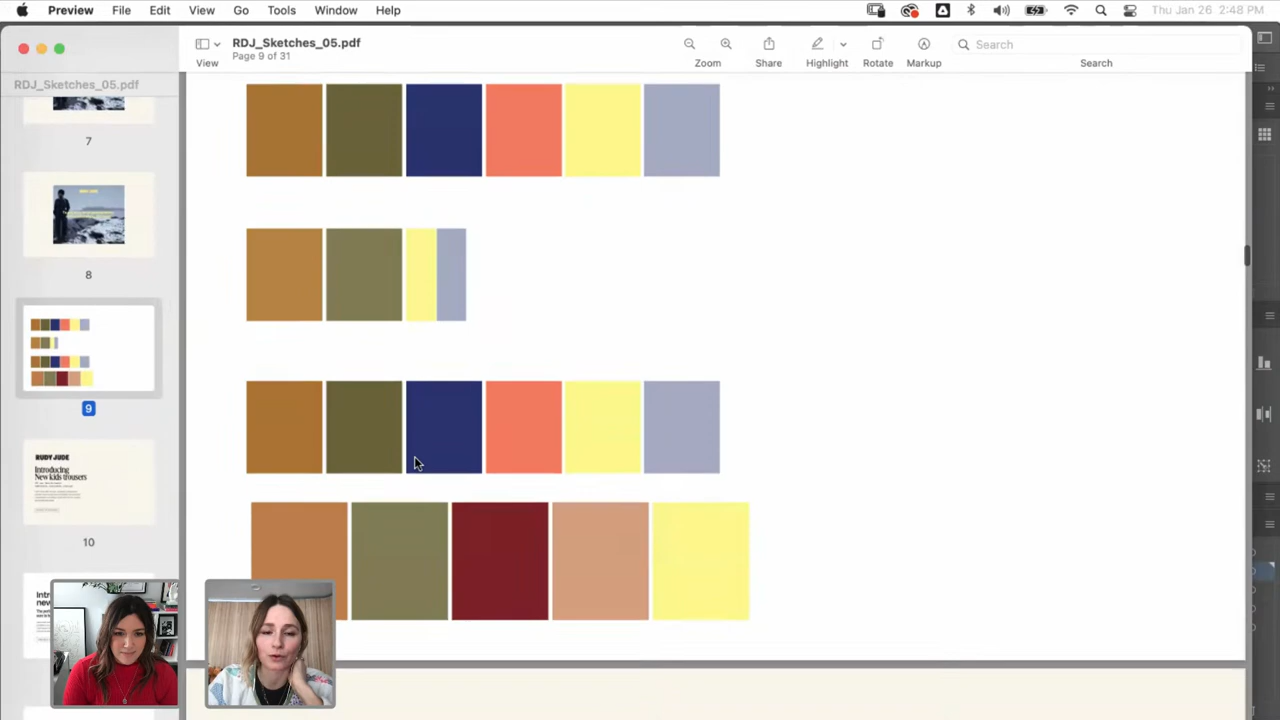 Preview File Edit View Go Tools Window Help Thu Jan 26 2:48 PM
RDJ_Sketches_05.pdf
Page 9 of 31
View Zoom Share Highlight Rotate Markup Search
Search
RDJ_Sketches_05.pdf
7
8
9
RUDY JUDE
Introducing
New kids trousers
10